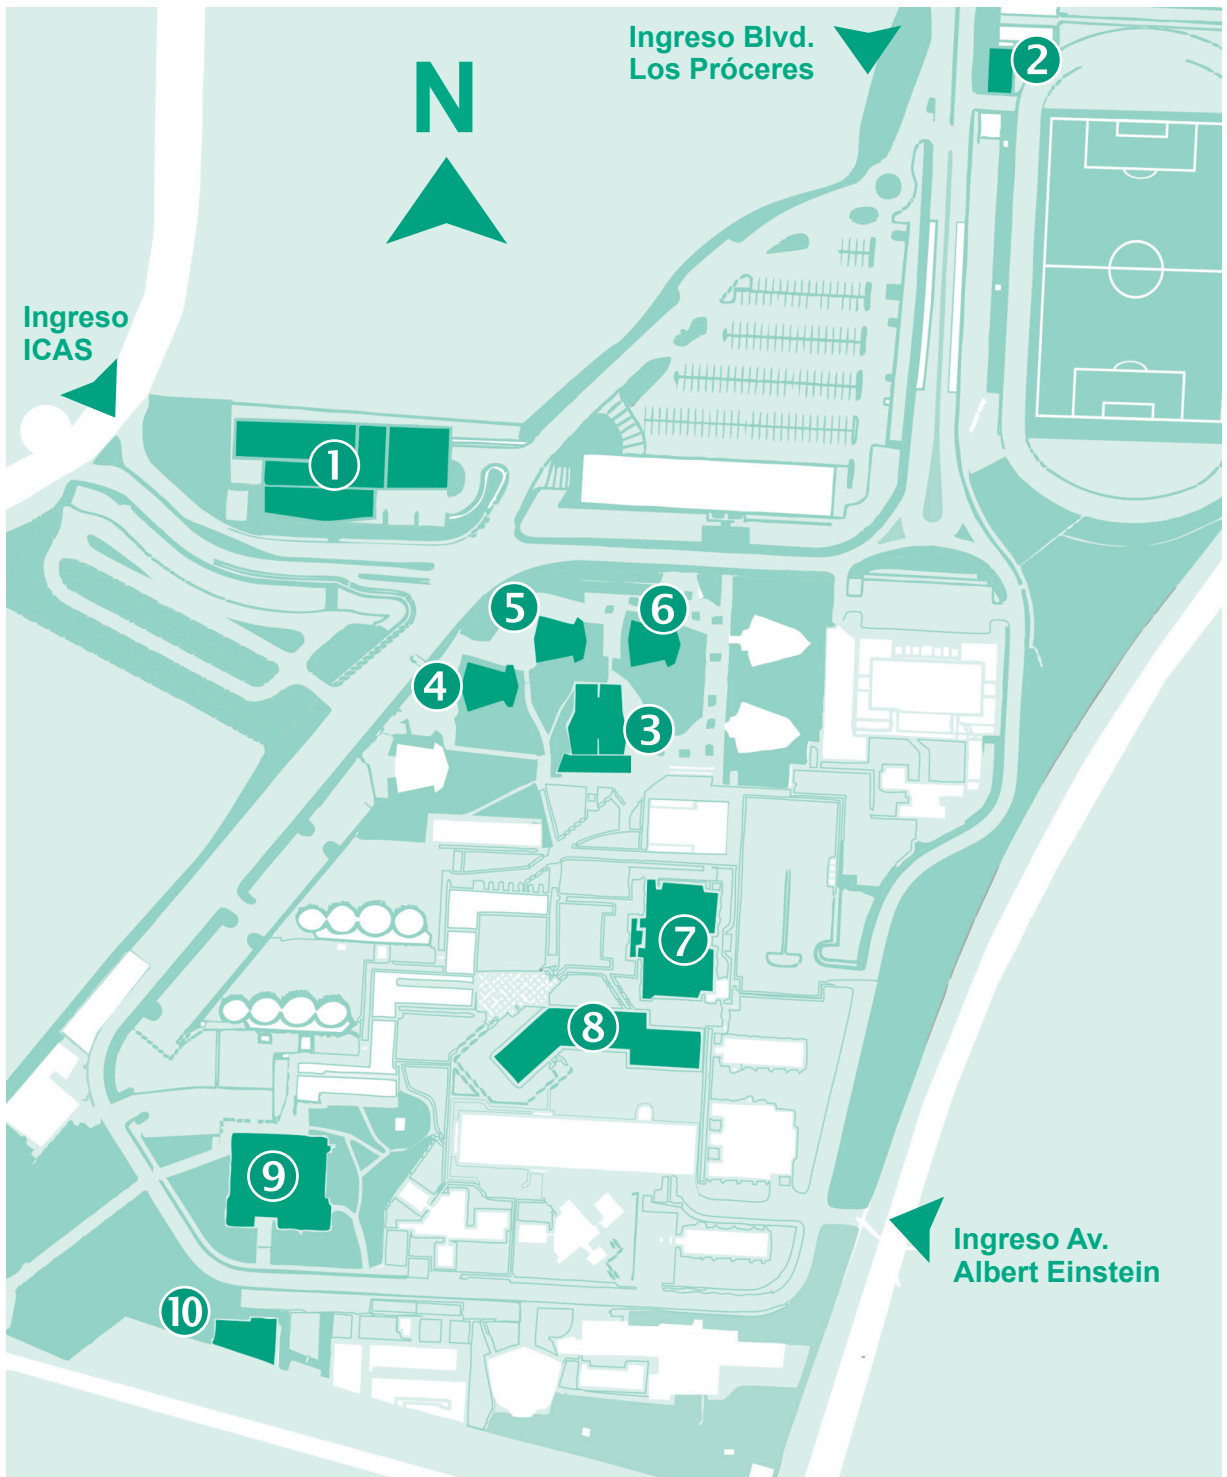 Ingreso Blvd.
Los Próceres
2
N
Ingreso
ICAS
1
5
6
4
3
7
8
9
Ingreso Av.
Albert Einstein
10